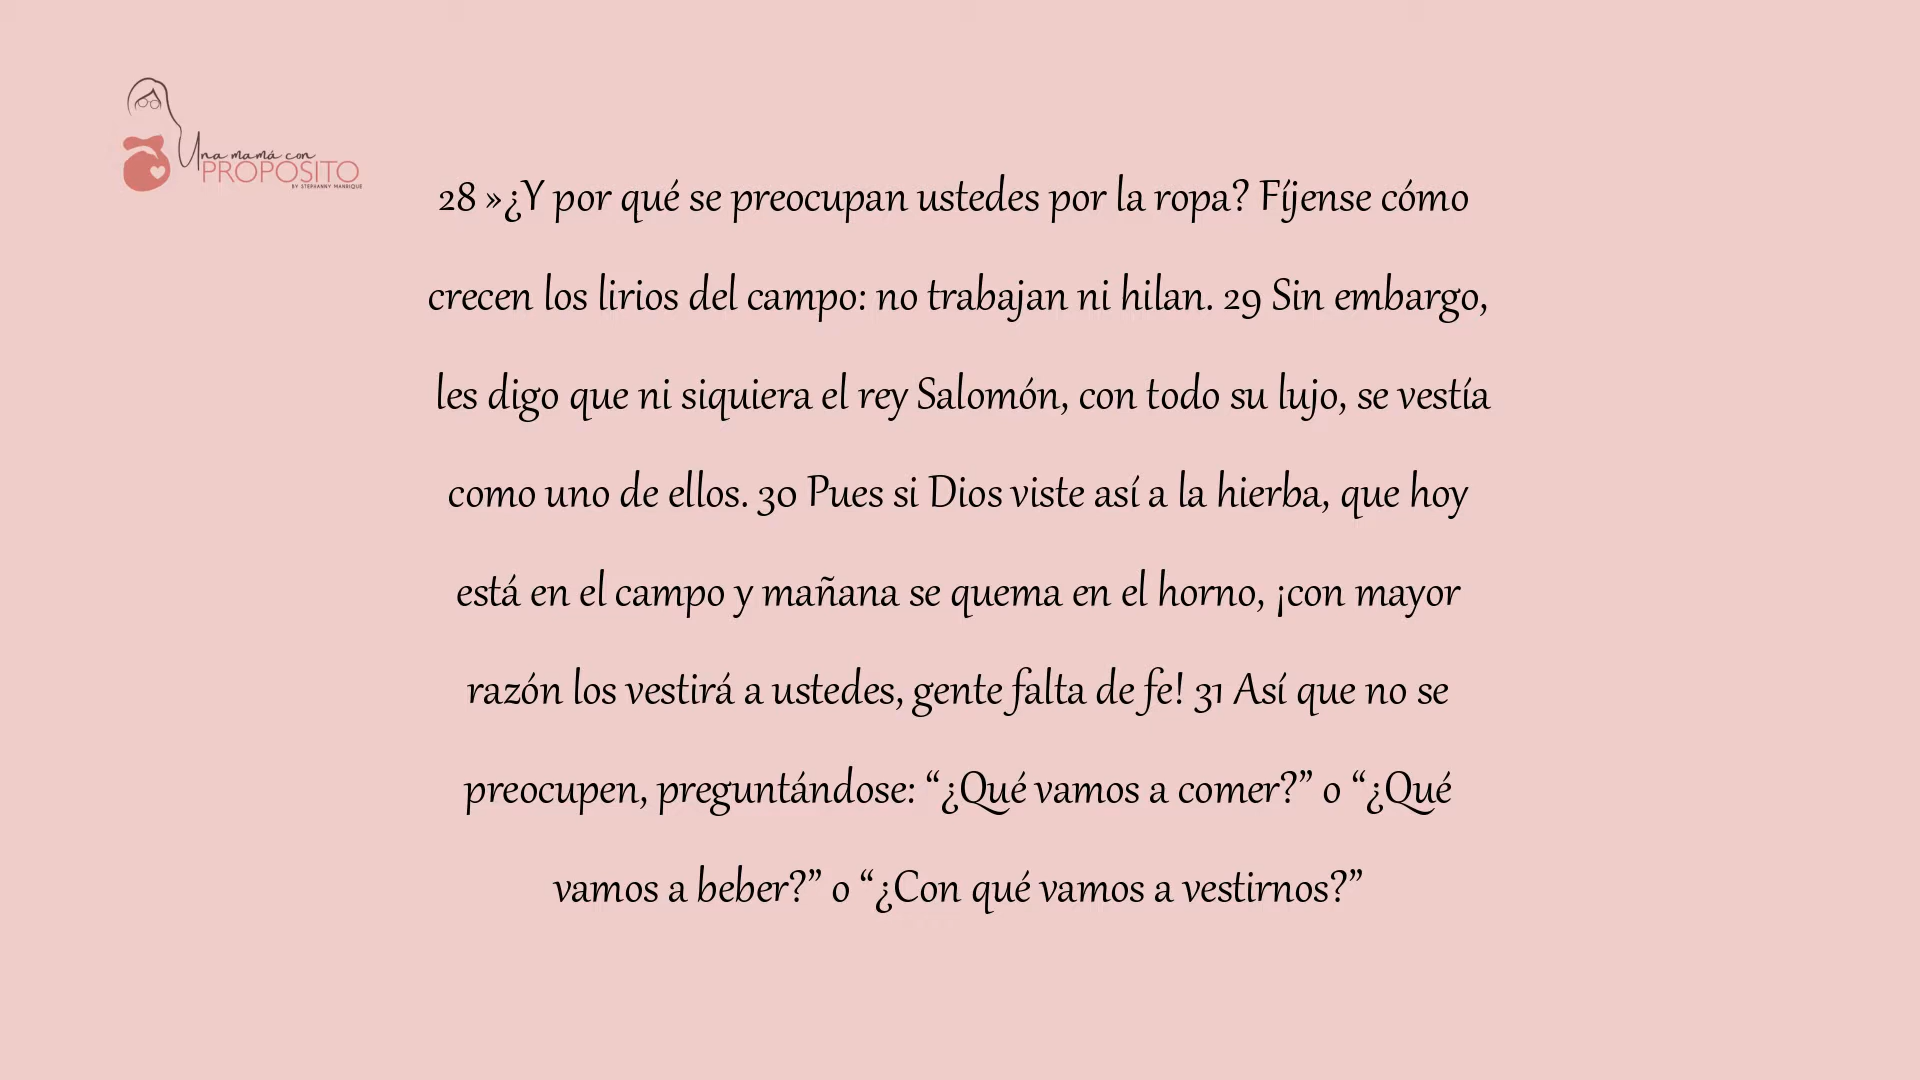 Una mamá con
PROPOSITO
BY STEPHANNY MANRIQUE
28 »¿Y por qué se preocupan ustedes por la ropa? Fíjense cómo
crecen los lirios del campo: no trabajan ni hilan. 29 Sin embargo,
les digo que ni siquiera el rey Salomón, con todo su lujo, se vestía
como uno de ellos. 30 Pues si Dios viste así a la hierba, que hoy
está en el campo y mañana se quema en el horno, ¡con mayor
razón los vestirá a ustedes, gente falta de fe! 31 Así que no se
preocupen, preguntándose: “¿Qué vamos a comer?” o “¿Qué
vamos a beber?” o “¿Con qué vamos a vestirnos?”